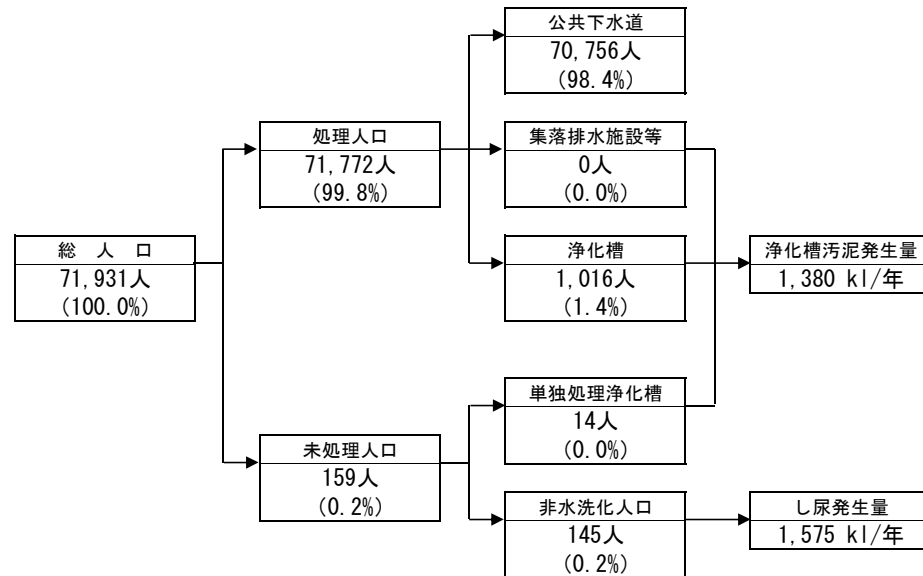 公共下水道
70,756人
(98.4%)
処理人口
71,772人
(99.8%)
集落排水施設等
0人
(0.0%)
総 人 口
71,931人
(100.0%)
浄化槽
1,016人
(1.4%)
浄化槽汚泥発生量
1,380 kl/年
単独処理浄化槽
14人
(0.0%)
未処理人口
159人
(0.2%)
非水洗化人口
145人
(0.2%)
し尿発生量
1,575 kl/年